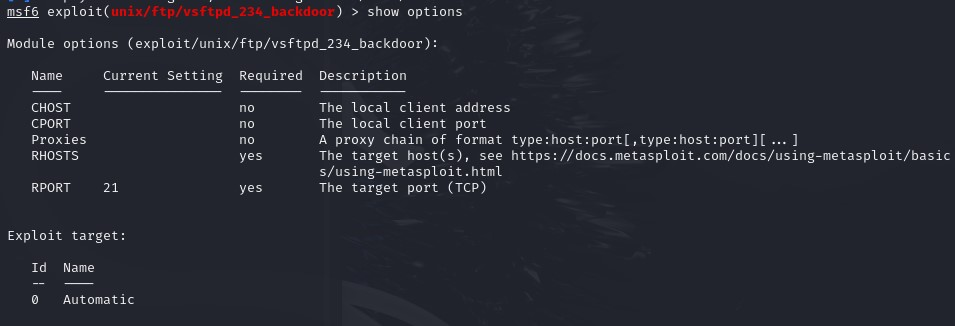 msf6 exploit(unix/ftp/vsftpd_234_backdoor) > show options
Module options (exploit/unix/ftp/vsftpd_234_backdoor):
Name Current Setting Required Description
---- --------------- -------- -----------
CHOST no The local client address
CPORT no The local client port
Proxies no A proxy chain of format type:host:port[,type:host:port][...]
RHOSTS yes The target host(s), see https://docs.metasploit.com/docs/using-metasploit/basic
s/using-metasploit.html
RPORT 21 yes The target port (TCP)
Exploit target:
Id Name
-- ----
0 Automatic